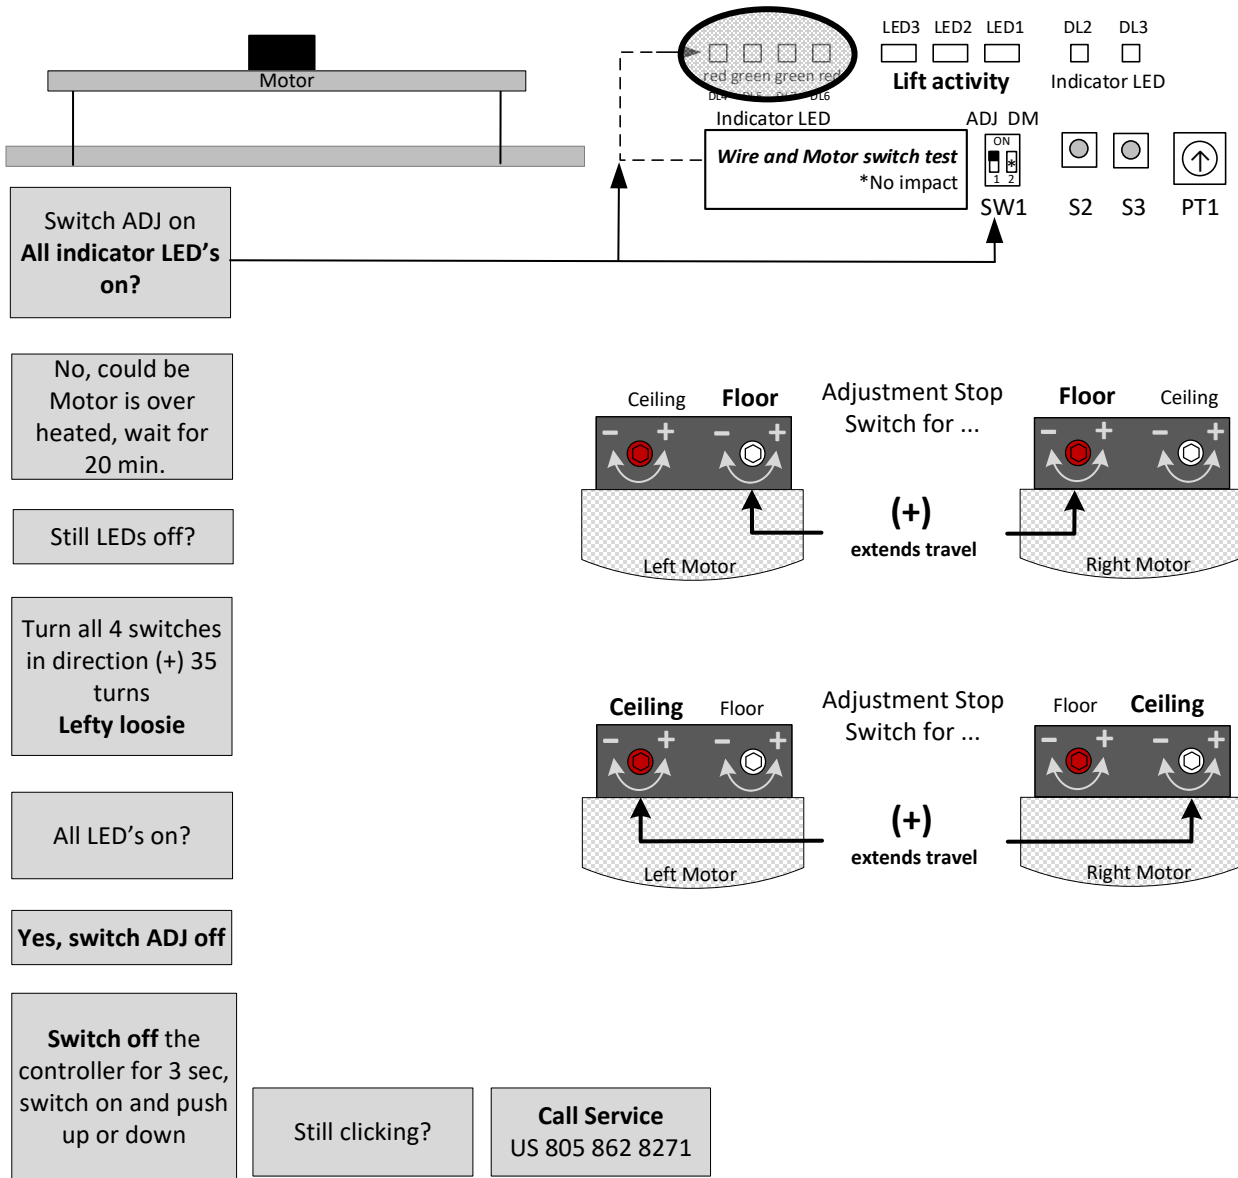 Motor
LED3 LED2 LED1 DL2 DL3
red green green red
DL4 DL5 DL7 DL6
Lift activity
Indicator LED
Indicator LED
Wire and Motor switch test
*No impact
ADJ DM
ON
*
1 2
SW1 S2 S3 PT1
Switch ADJ on
All indicator LED's
on?
No, could be
Motor is over
heated, wait for
20 min.
Still LEDs off?
Turn all 4 switches
in direction (+) 35
turns
Lefty loosie
All LED's on?
Yes, switch ADJ off
Switch off the
controller for 3 sec,
switch on and push
up or down
Still clicking?
Call Service
US 805 862 8271
Ceiling Floor
Adjustment Stop
Switch for ...
Floor Ceiling
− + − +
− + − +
(+)
extends travel
Left Motor
Right Motor
Ceiling Floor
Adjustment Stop
Switch for ...
Floor Ceiling
− + − +
− + − +
(+)
extends travel
Left Motor
Right Motor